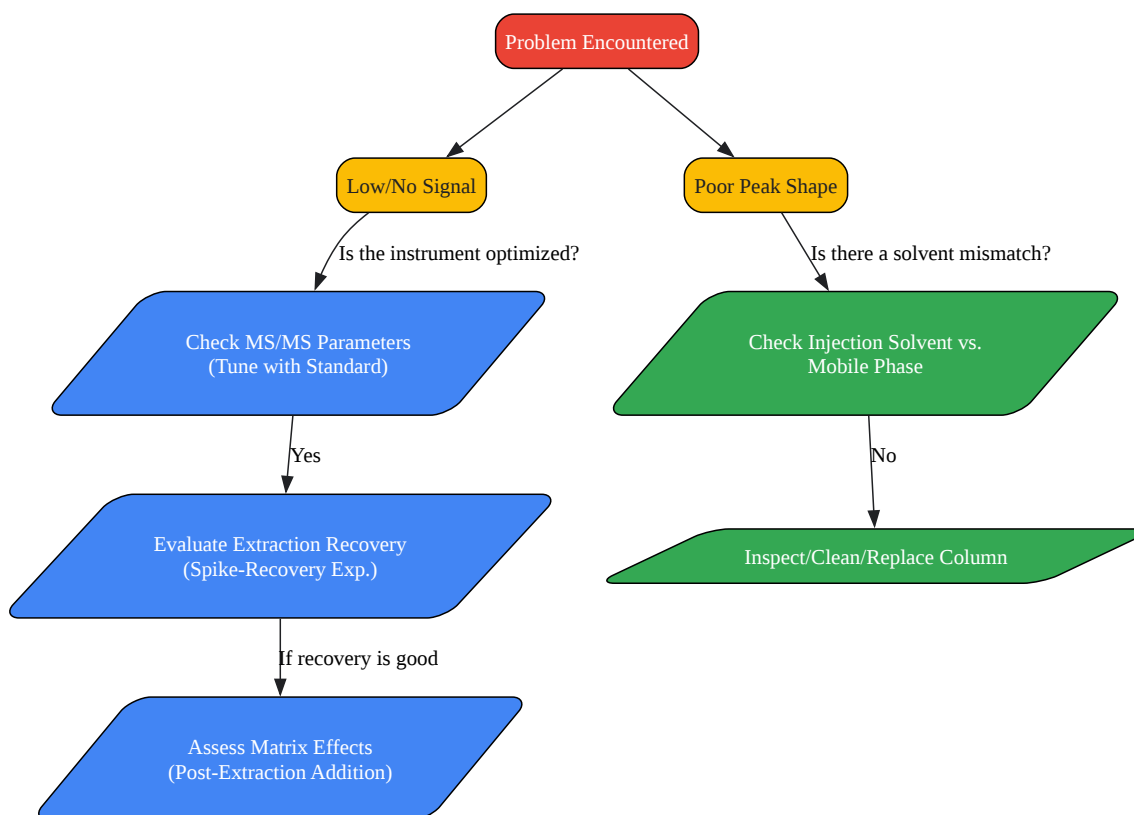 Problem Encountered
Low/No Signal
Poor Peak Shape
Is the instrument optimized?
Is there a solvent mismatch?
Check MS/MS Parameters
(Tune with Standard)
Check Injection Solvent vs.
Mobile Phase
Yes
No
Evaluate Extraction Recovery
(Spike-Recovery Exp.)
Inspect/Clean/Replace Column
If recovery is good
Assess Matrix Effects
(Post-Extraction Addition)